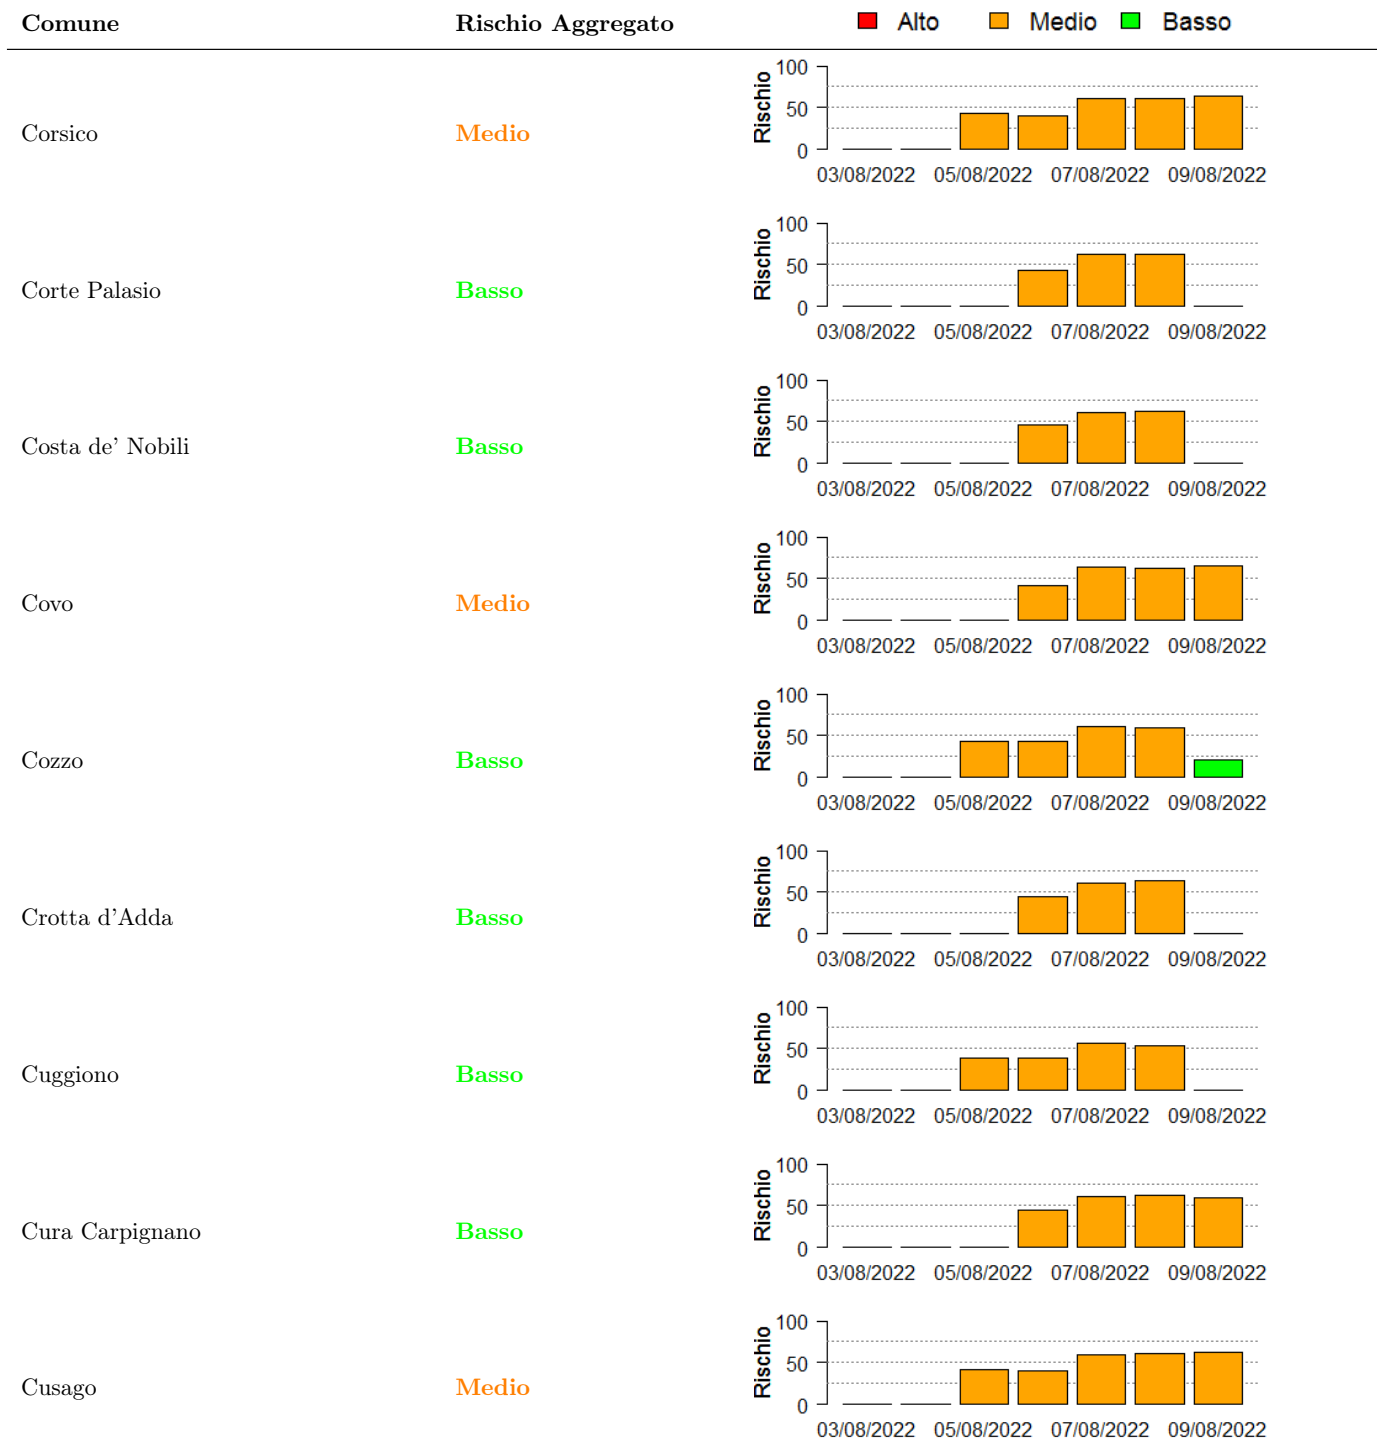 Comune Rischio Aggregato Alto Medio Basso
100
50
0
Rischio
Corsico Medio
03/08/2022 05/08/2022 07/08/2022 09/08/2022
100
50
0
Rischio
Corte Palasio Basso
03/08/2022 05/08/2022 07/08/2022 09/08/2022
100
50
0
Rischio
Costa de’ Nobili Basso
03/08/2022 05/08/2022 07/08/2022 09/08/2022
100
50
0
Rischio
Covo Medio
03/08/2022 05/08/2022 07/08/2022 09/08/2022
100
50
0
Rischio
Cozzo Basso
03/08/2022 05/08/2022 07/08/2022 09/08/2022
100
50
0
Rischio
Crotta d’Adda Basso
03/08/2022 05/08/2022 07/08/2022 09/08/2022
100
50
0
Rischio
Cuggiono Basso
03/08/2022 05/08/2022 07/08/2022 09/08/2022
100
50
0
Rischio
Cura Carpignano Basso
03/08/2022 05/08/2022 07/08/2022 09/08/2022
100
50
0
Rischio
Cusago Medio
03/08/2022 05/08/2022 07/08/2022 09/08/2022